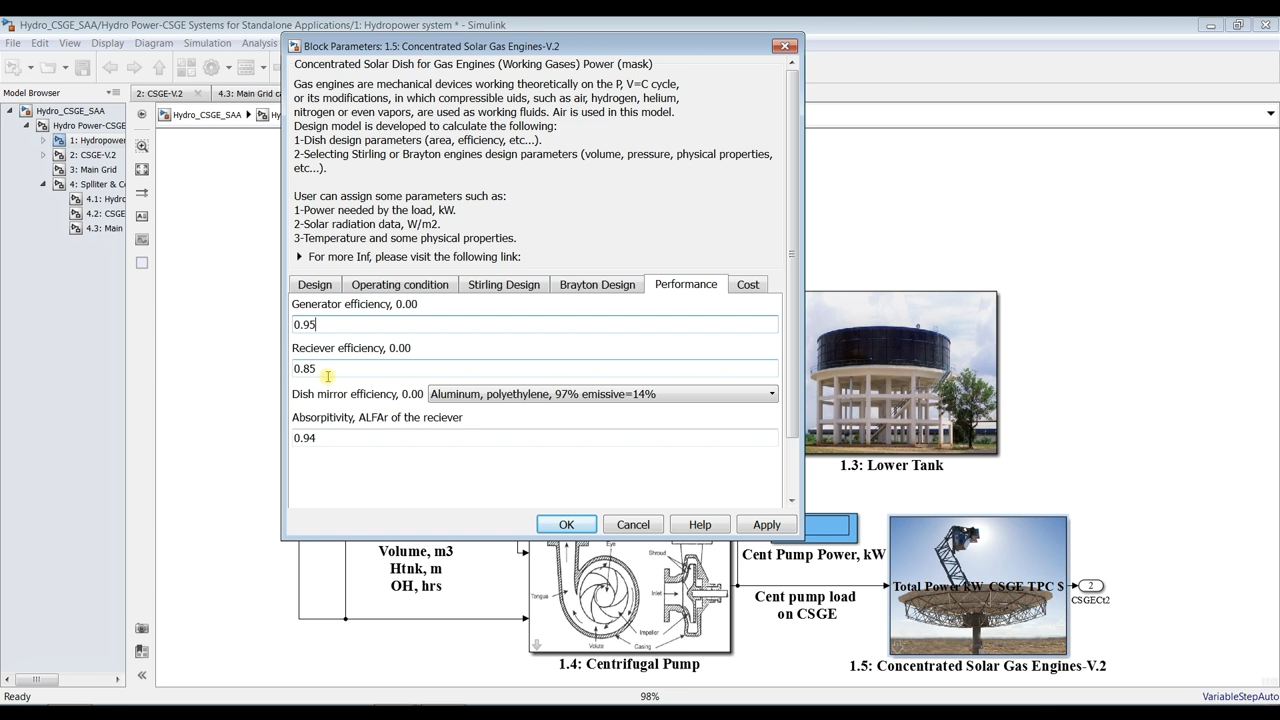 Hydro_CSGE_SAA/Hydro Power-CSGE Systems for Standalone Applications/1: Hydropower system * - Simulink
File Edit View Display Diagram Simulation Analysis
Block Parameters: 1.5: Concentrated Solar Gas Engines-V.2
Model Browser
Hydro_CSGE_SAA
Hydro Power-CSGE
1: Hydropower
2: CSGE-V.2
3: Main Grid
4: Splliter & C
4.1: Hydro
4.2: CSGE
4.3: Main
2: CSGE-V.2
4.3: Main Grid c
Hydro_CSGE_SAA
Concentrated Solar Dish for Gas Engines (Working Gases) Power (mask)
Gas engines are mechanical devices working theoretically on the P, V=C cycle,
or its modifications, in which compressible uids, such as air, hydrogen, helium,
nitrogen or even vapors, are used as working fluids. Air is used in this model.
Design model is developed to calculate the following:
1-Dish design parameters (area, efficiency, etc...).
2-Selecting Stirling or Brayton engines design parameters (volume, pressure, physical properties,
etc...).
User can assign some parameters such as:
1-Power needed by the load, kW.
2-Solar radiation data, W/m2.
3-Temperature and some physical properties.
For more Inf, please visit the following link:
Design Operating condition Stirling Design Brayton Design Performance Cost
Generator efficiency, 0.00
0.95
Reciever efficiency, 0.00
0.85
Dish mirror efficiency, 0.00 Aluminum, polyethylene, 97% emissive=14%
Absorpitivity, ALFAr of the reciever
0.94
OK Cancel Help Apply
1.3: Lower Tank
Volume, m3
Htnk, m
OH, hrs
Eye
Shroud
Tongue
Inlet
Impeller
Volute
Casing
1.4: Centrifugal Pump
Cent Pump Power, kW
Cent pump load
on CSGE
Total Power kW CSGE TPC $
2
CSGECt2
1.5: Concentrated Solar Gas Engines-V.2
Ready
98%
VariableStepAuto